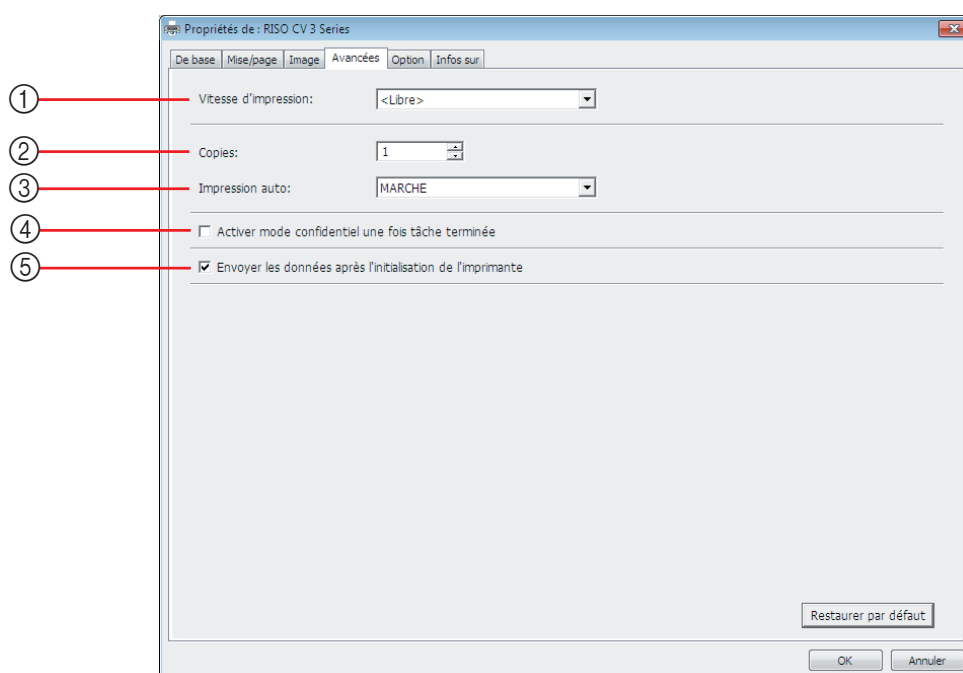 Propriétés de : RISO CV 3 Series
De base Mise/page Image Avancées Option Infos sur
① Vitesse d'impression: <Libre>
② Copies: 1
③ Impression auto: MARCHE
④ Activer mode confidentiel une fois tâche terminée
⑤ Envoyer les données après l'initialisation de l'imprimante
Restaurer par défaut
OK Annuler